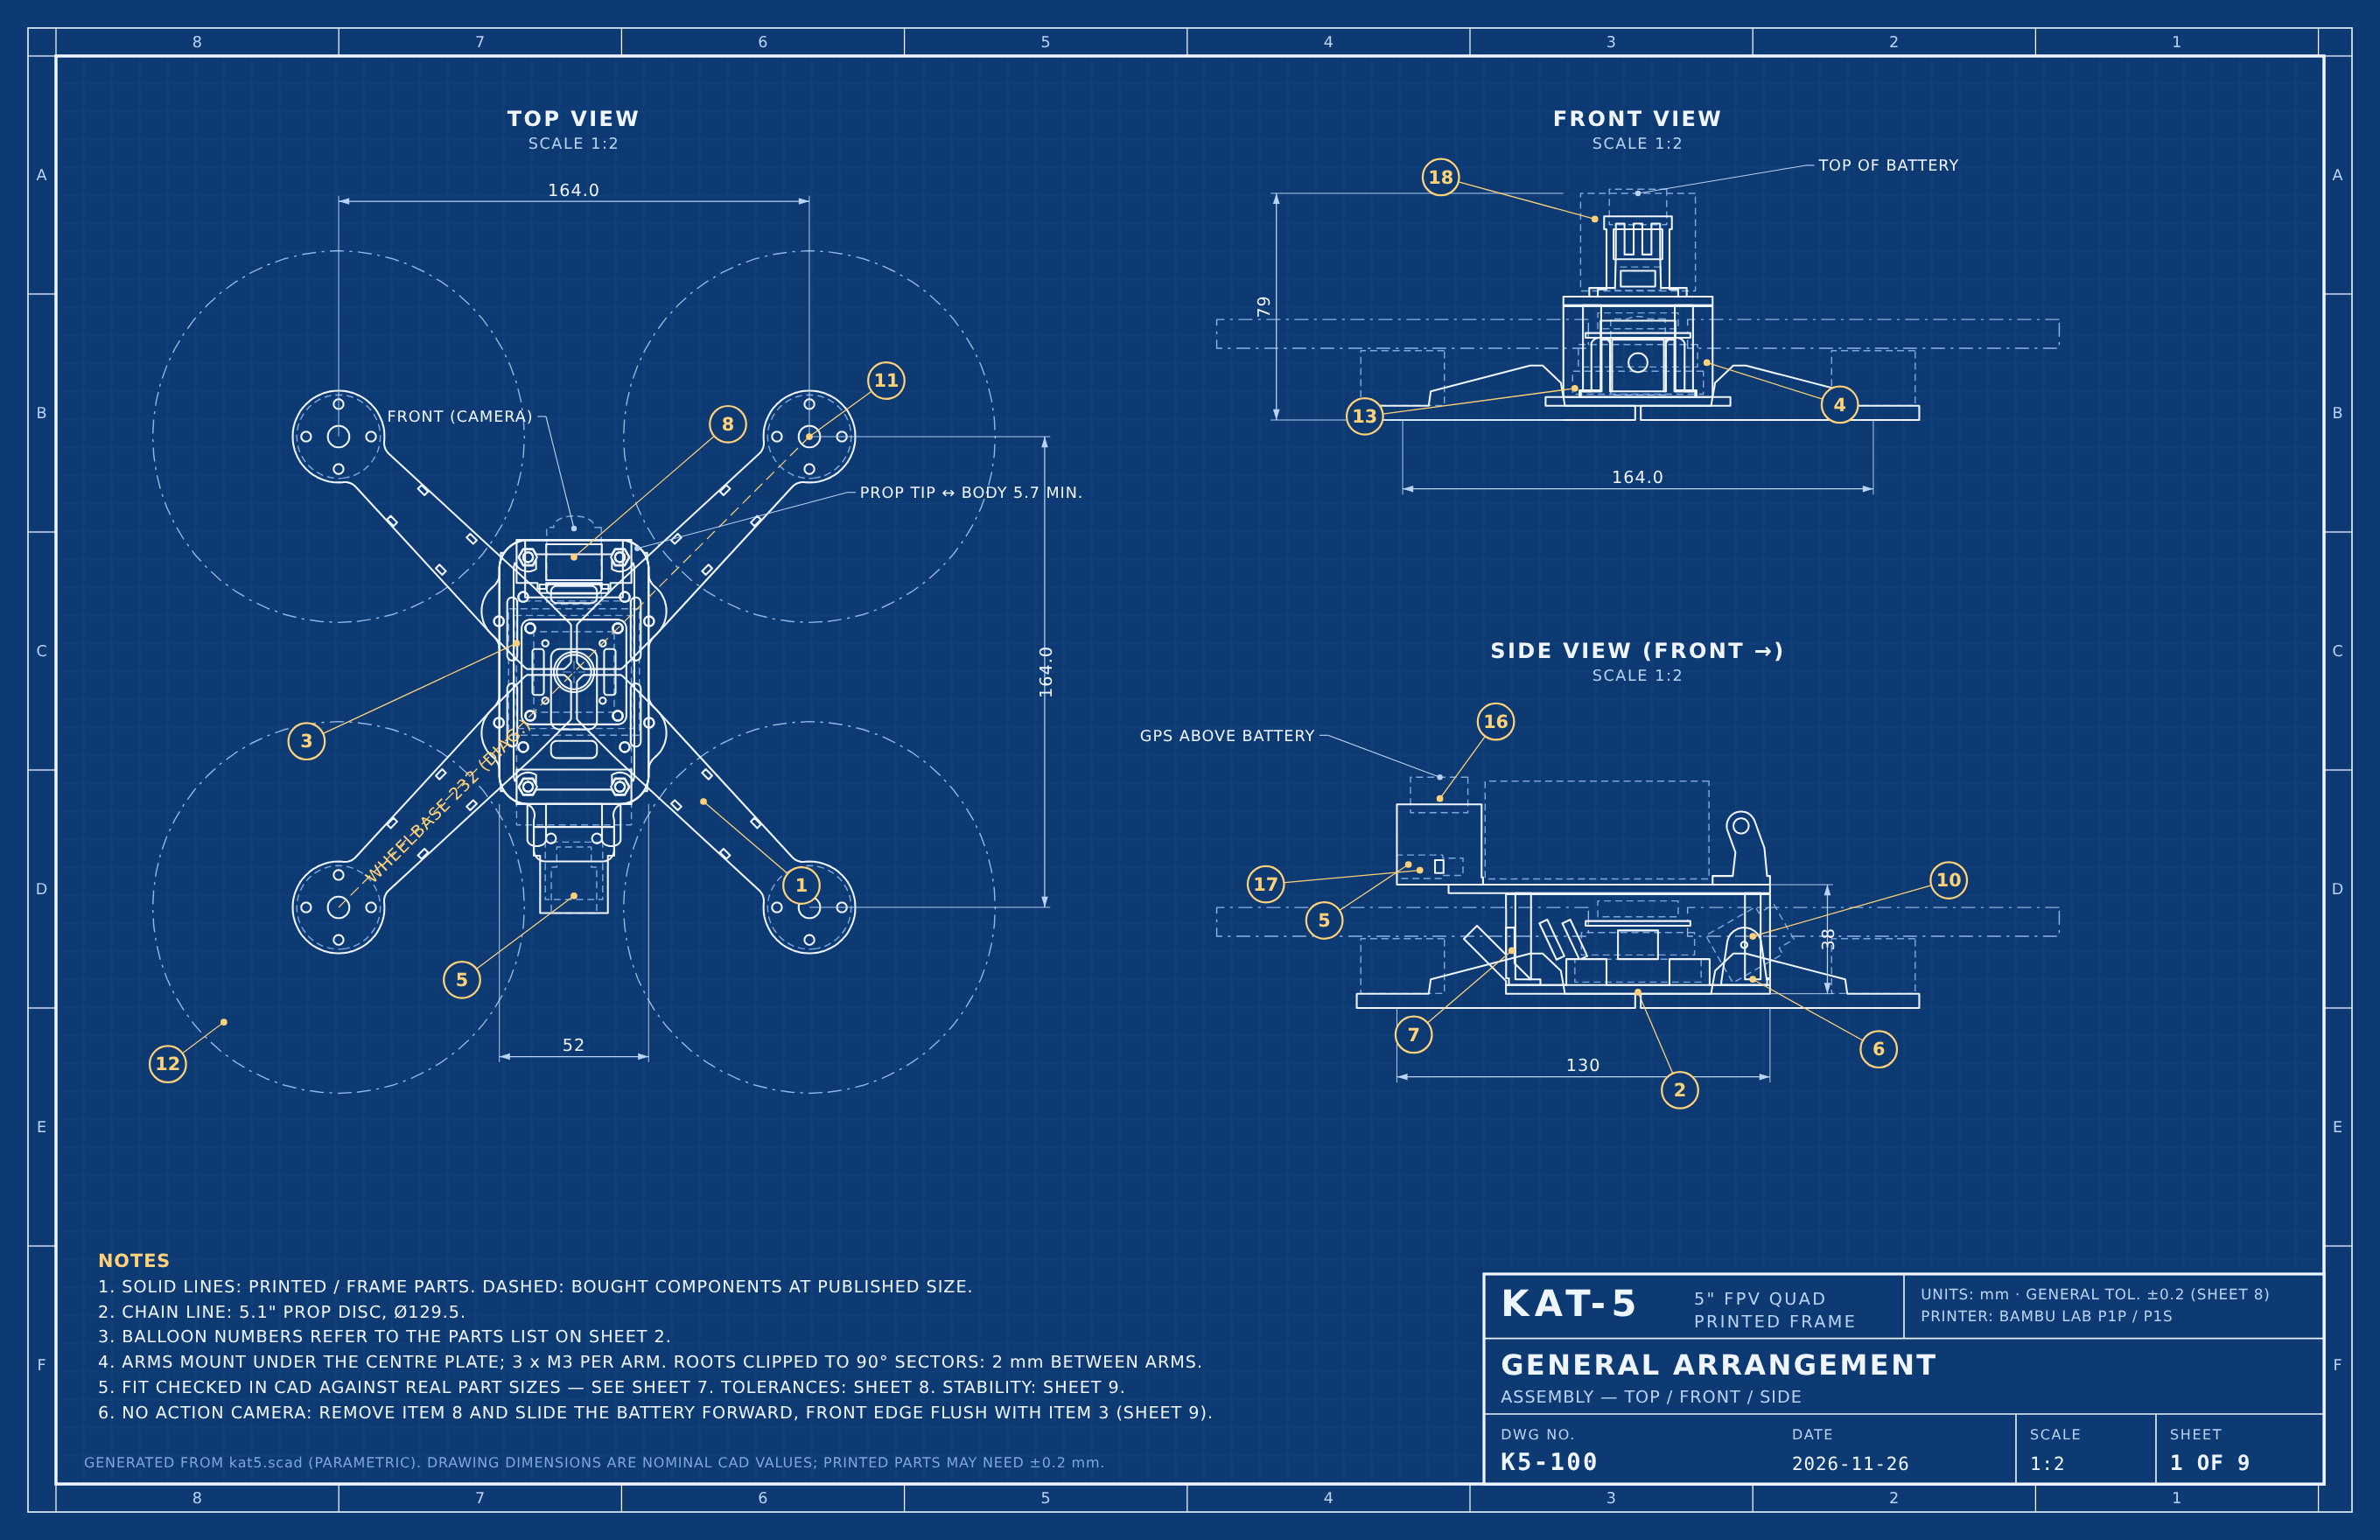 8 7 6 5 4 3 2 1
A A
B B
C C
D D
E E
F F
TOP VIEW
SCALE 1:2
164.0
11
8
FRONT (CAMERA)
PROP TIP ↔ BODY 5.7 MIN.
164.0
3
WHEELBASE 232 (DIAG.)
1
5
12
52
FRONT VIEW
SCALE 1:2
18
TOP OF BATTERY
79
13
4
164.0
SIDE VIEW (FRONT →)
SCALE 1:2
16
GPS ABOVE BATTERY
17
5
10
38
7
6
130
2
NOTES
1. SOLID LINES: PRINTED / FRAME PARTS. DASHED: BOUGHT COMPONENTS AT PUBLISHED SIZE.
2. CHAIN LINE: 5.1" PROP DISC, Ø129.5.
3. BALLOON NUMBERS REFER TO THE PARTS LIST ON SHEET 2.
4. ARMS MOUNT UNDER THE CENTRE PLATE; 3 x M3 PER ARM. ROOTS CLIPPED TO 90° SECTORS: 2 mm BETWEEN ARMS.
5. FIT CHECKED IN CAD AGAINST REAL PART SIZES — SEE SHEET 7. TOLERANCES: SHEET 8. STABILITY: SHEET 9.
6. NO ACTION CAMERA: REMOVE ITEM 8 AND SLIDE THE BATTERY FORWARD, FRONT EDGE FLUSH WITH ITEM 3 (SHEET 9).
GENERATED FROM kat5.scad (PARAMETRIC). DRAWING DIMENSIONS ARE NOMINAL CAD VALUES; PRINTED PARTS MAY NEED ±0.2 mm.
KAT-5
5" FPV QUAD
PRINTED FRAME
UNITS: mm · GENERAL TOL. ±0.2 (SHEET 8)
PRINTER: BAMBU LAB P1P / P1S
GENERAL ARRANGEMENT
ASSEMBLY — TOP / FRONT / SIDE
DWG NO.
K5-100
DATE
2026-11-26
SCALE
1:2
SHEET
1 OF 9
8 7 6 5 4 3 2 1